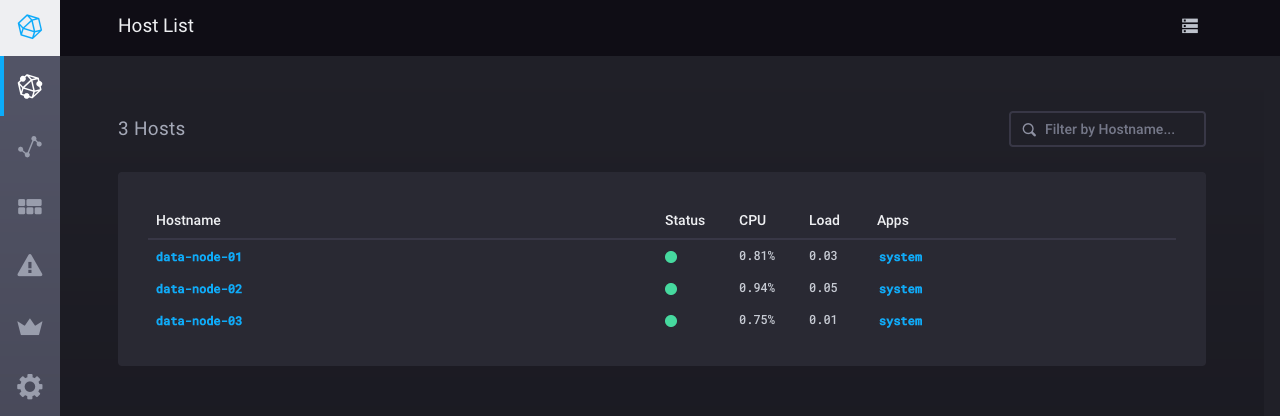 Host List
3 Hosts
Filter by Hostname...
Hostname Status CPU Load Apps
data-node-01 0.81% 0.03 system
data-node-02 0.94% 0.05 system
data-node-03 0.75% 0.01 system